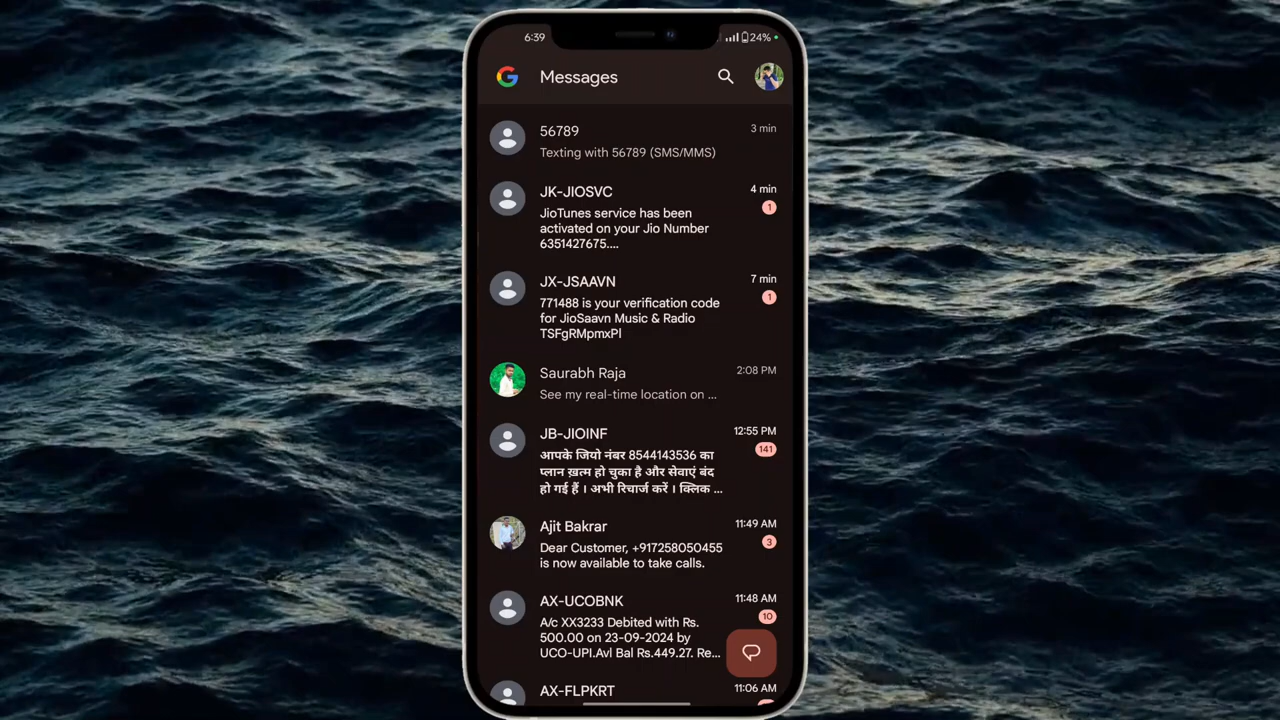 6:39
24%
Messages
56789
3 min
Texting with 56789 (SMS/MMS)
JK-JIOSVC
4 min
JioTunes service has been
1
activated on your Jio Number
6351427675....
JX-JSAAVN
7 min
771488 is your verification code
1
for JioSaavn Music & Radio
TSFgRMpmxPl
Saurabh Raja
2:08 PM
See my real-time location on ...
JB-JIOINF
12:55 PM
आपके जियो नंबर 8544143536 का
141
प्लान ख़त्म हो चुका है और सेवाएं बंद
हो गई हैं । अभी रिचार्ज करें । क्लिक ...
Ajit Bakrar
11:49 AM
Dear Customer, +917258050455
3
is now available to take calls.
AX-UCOBNK
11:48 AM
A/c XX3233 Debited with Rs.
10
500.00 on 23-09-2024 by
UCO-UPI.Avl Bal Rs.449.27. Re...
AX-FLPKRT
11:06 AM